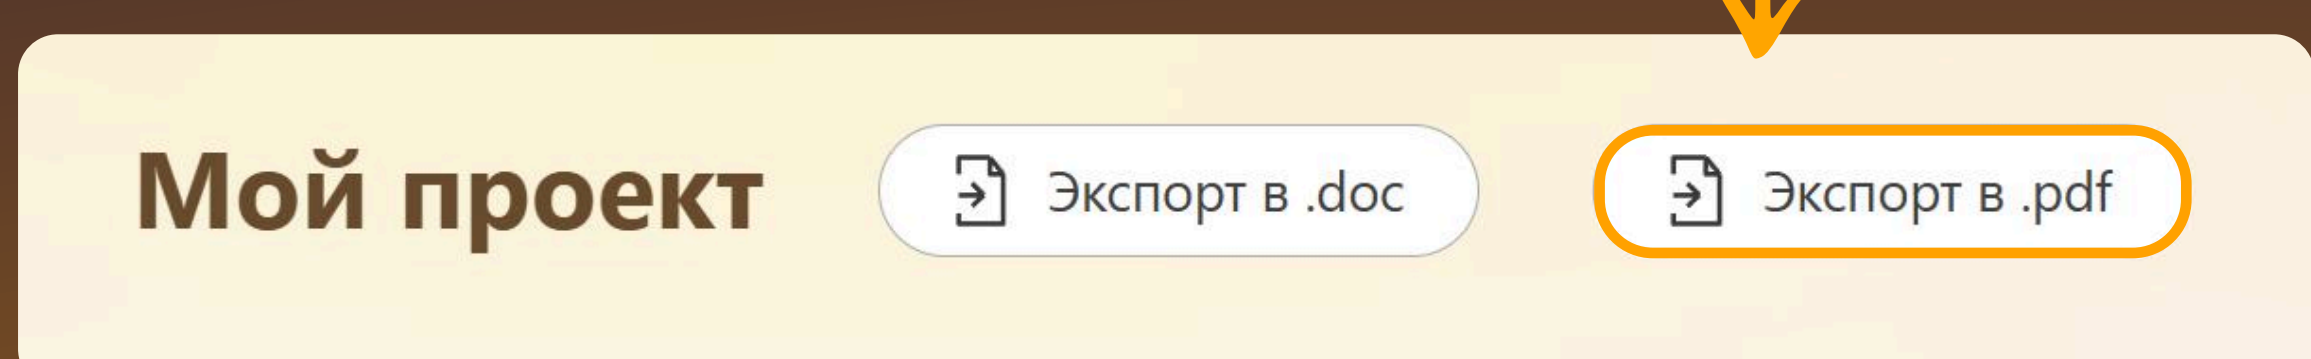 Мой проект
Экспорт в .doc
Экспорт в .pdf